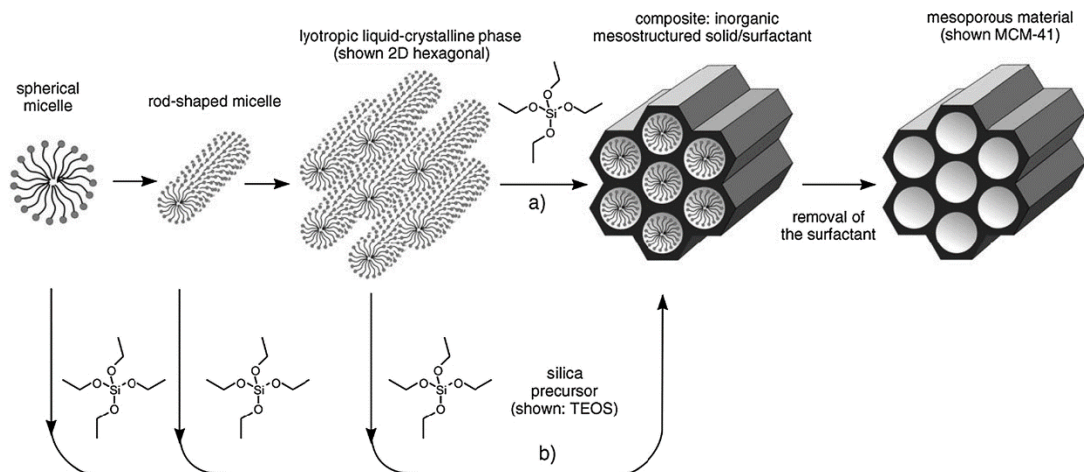 spherical
micelle
rod-shaped micelle
lyotropic liquid-crystalline phase
(shown 2D hexagonal)
composite: inorganic
mesostructured solid/surfactant
mesoporous material
(shown MCM-41)
O
O
Si
O
O
a)
removal of
the surfactant
O
O
Si
O
O
O
O
Si
O
O
O
O
Si
O
O
silica
precursor
(shown: TEOS)
b)